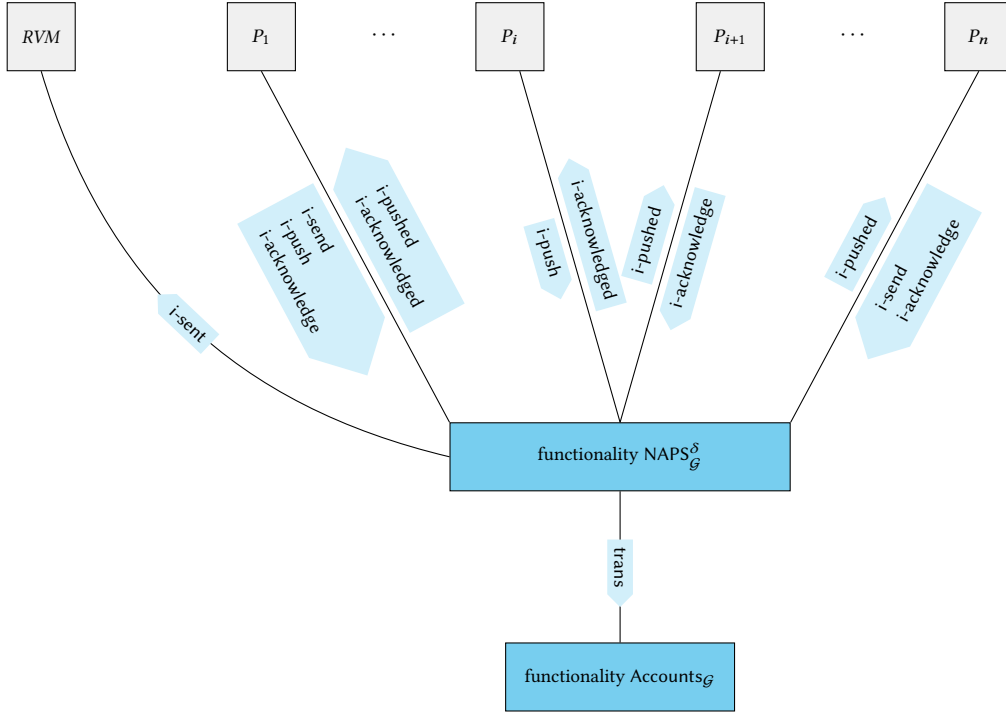 RVM
P₁
···
Pᵢ
Pᵢ₊₁
···
Pₙ
i-send
i-push
i-acknowledge
i-pushed
i-acknowledged
i-push
i-acknowledged
i-pushed
i-acknowledge
i-pushed
i-send
i-acknowledge
i-sent
functionality NAPS^δ_𝒢
trans
functionality Accounts_𝒢